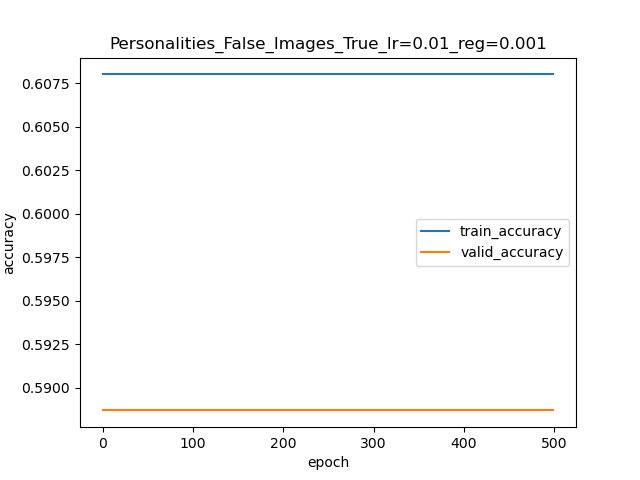 Personalities_False_Images_True_lr=0.01_reg=0.001
0.6075
0.6050
0.6025
0.6000
0.5975
0.5950
0.5925
0.5900
accuracy
train_accuracy
valid_accuracy
0 100 200 300 400 500
epoch